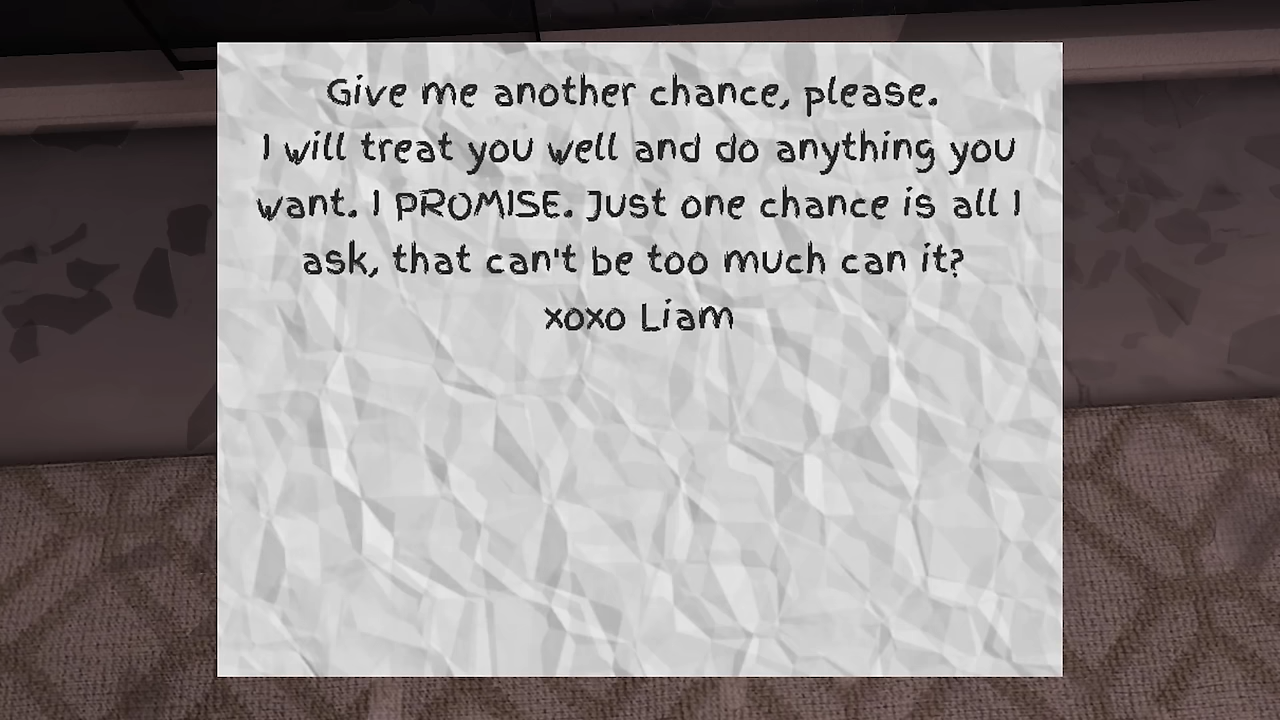 Give me another chance, please.
I will treat you well and do anything you
want. I PROMISE. Just one chance is all I
ask, that can't be too much can it?
xoxo Liam